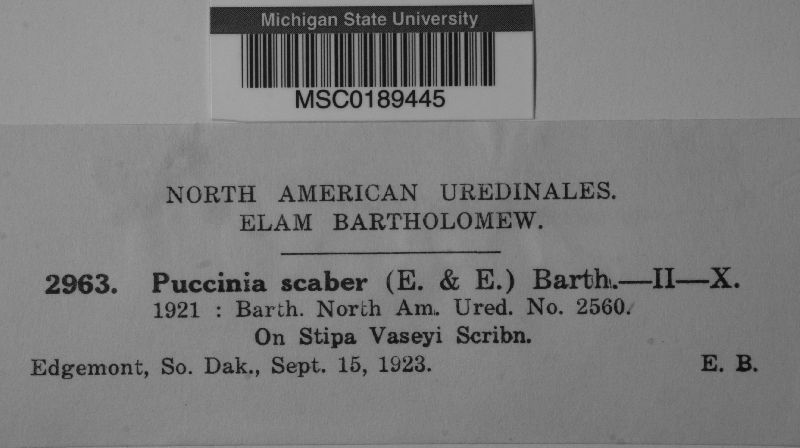 Michigan State University
MSC0189445
NORTH AMERICAN UREDINALES.
ELAM BARTHOLOMEW.
2963. Puccinia scaber (E. & E.) Barth.—II—X.
1921 : Barth. North Am. Ured. No. 2560.
On Stipa Vaseyi Scribn.
Edgemont, So. Dak., Sept. 15, 1923. E. B.